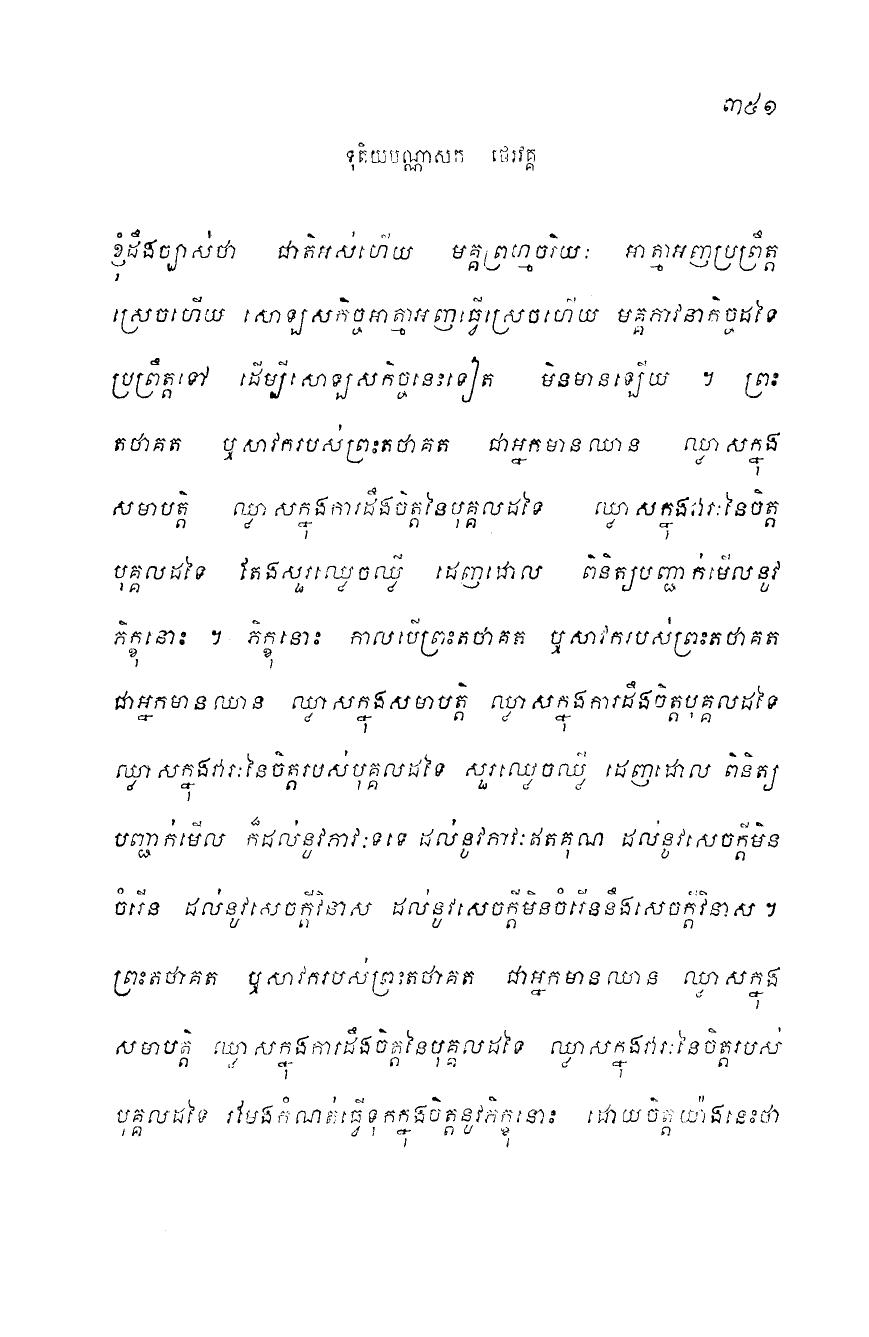 ៣៥១
ទុតិយបណ្ណាសក ថេរវគ្គ
ខ្ញុំដឹងច្បាស់ថា ជាតិអស់ហើយ មគ្គព្រហ្មចរិយៈ អាត្មាអញប្រព្រឹត្ត
ស្រេចហើយ សោឡសកិច្ចអាត្មាអញធ្វើស្រេចហើយ មគ្គភាវនាកិច្ចដទៃ
ប្រព្រឹត្តទៅ ដើម្បីសោឡសកិច្ចនេះទៀត មិនមានឡើយ ។ ព្រះ
តថាគត ឬសាវករបស់ព្រះតថាគត ជាអ្នកមានឈាន ឈ្លាសក្នុង
សមាបត្តិ ឈ្លាសក្នុងការដឹងចិត្តនៃបុគ្គលដទៃ ឈ្លាសក្នុងវារៈនៃចិត្ត
បុគ្គលដទៃ តែងសួរឈ្លេចឈ្លី ដេញដោល ពិនិត្យបញ្ជាក់មើលនូវ
ភិក្ខុនោះ ។ ភិក្ខុនោះ កាលបើព្រះតថាគត ឬសាវករបស់ព្រះតថាគត
ជាអ្នកមានឈាន ឈ្លាសក្នុងសមាបត្តិ ឈ្លាសក្នុងការដឹងចិត្តបុគ្គលដទៃ
ឈ្លាសក្នុងវារៈនៃចិត្តរបស់បុគ្គលដទៃ សួរឈ្លេចឈ្លី ដេញដោល ពិនិត្យ
បញ្ជាក់មើល ក៏ដល់នូវភាវៈទទេ ដល់នូវភាវៈឥតគុណ ដល់នូវសេចក្តីមិន
ចំរើន ដល់នូវសេចក្តីវិនាស ដល់នូវសេចក្តីមិនចំរើននឹងសេចក្តីវិនាស ។
ព្រះតថាគត ឬសាវករបស់ព្រះតថាគត ជាអ្នកមានឈាន ឈ្លាសក្នុង
សមាបត្តិ ឈ្លាសក្នុងការដឹងចិត្តនៃបុគ្គលដទៃ ឈ្លាសក្នុងវារៈនៃចិត្តរបស់
បុគ្គលដទៃ រមែងកំណត់ធ្វើទុកក្នុងចិត្តនូវភិក្ខុនោះ ដោយចិត្តយ៉ាងនេះថា